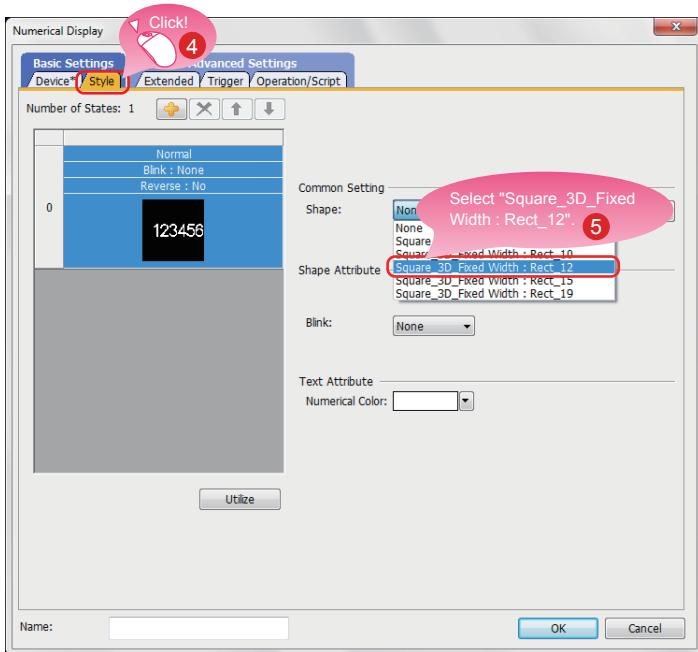 Numerical Display
Click!
4
Basic Settings
Advanced Settings
Device*
Style
Extended
Trigger
Operation/Script
Number of States: 1
Normal
Blink : None
Reverse : No
0
123456
Common Setting
Shape:
Select "Square_3D_Fixed
Width : Rect_12".
5
None
Square
Square_3D_Fixed Width : Rect_10
Square_3D_Fixed Width : Rect_12
Square_3D_Fixed Width : Rect_15
Square_3D_Fixed Width : Rect_19
Shape Attribute
Blink:
None
Text Attribute
Numerical Color:
Utilize
Name:
OK
Cancel